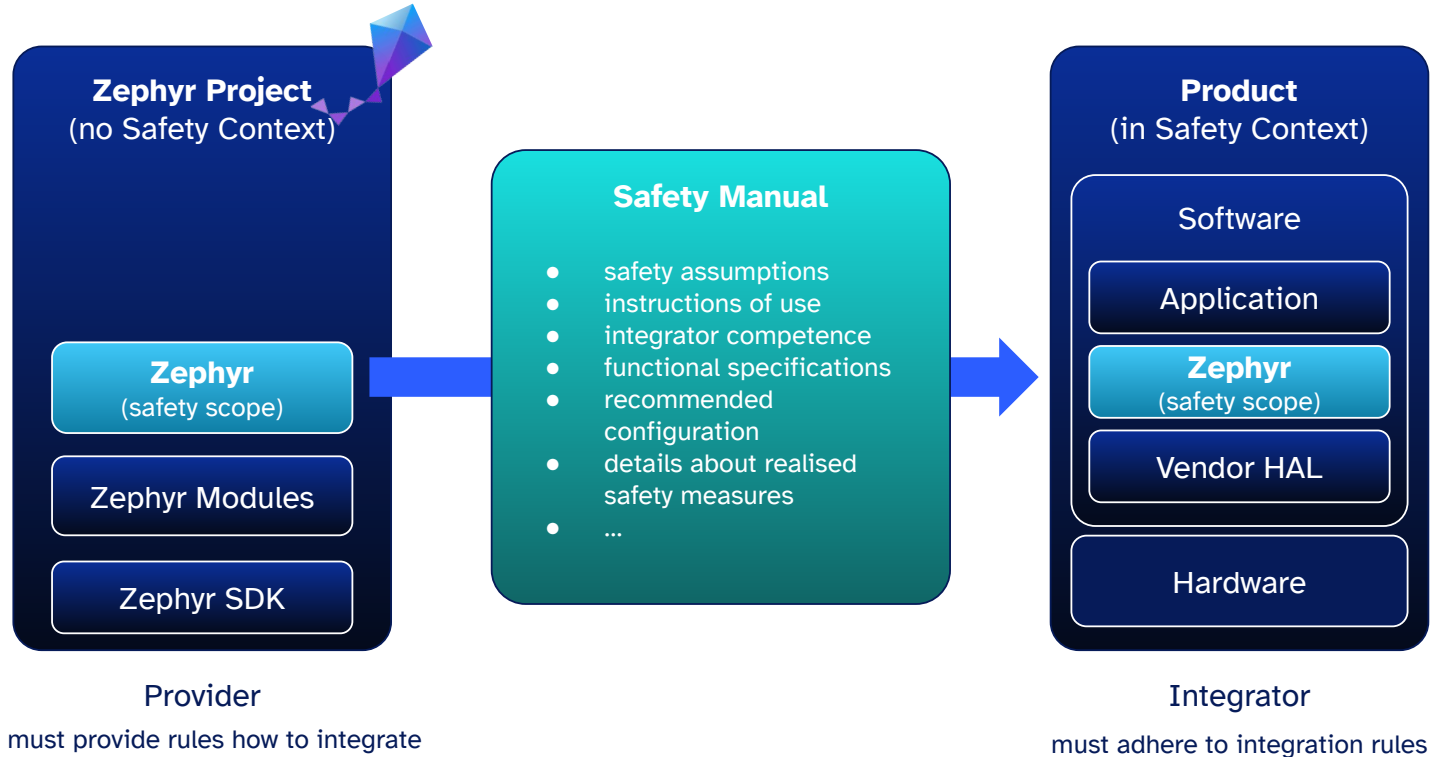 Zephyr Project
(no Safety Context)
Zephyr
(safety scope)
Zephyr Modules
Zephyr SDK
Provider
must provide rules how to integrate
Safety Manual
● safety assumptions
● instructions of use
● integrator competence
● functional specifications
● recommended
configuration
● details about realised
safety measures
● ...
Product
(in Safety Context)
Software
Application
Zephyr
(safety scope)
Vendor HAL
Hardware
Integrator
must adhere to integration rules